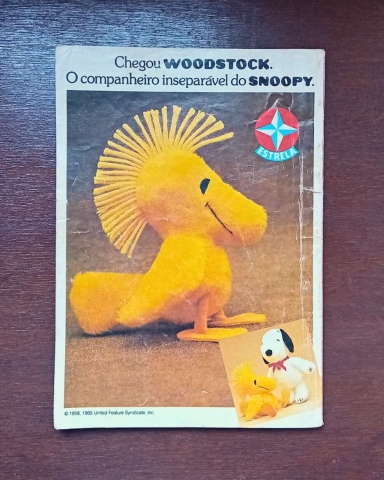 Chegou WOODSTOCK.
O companheiro inseparável do SNOOPY.
ESTRELA
© 1958, 1965 United Feature Syndicate, Inc.